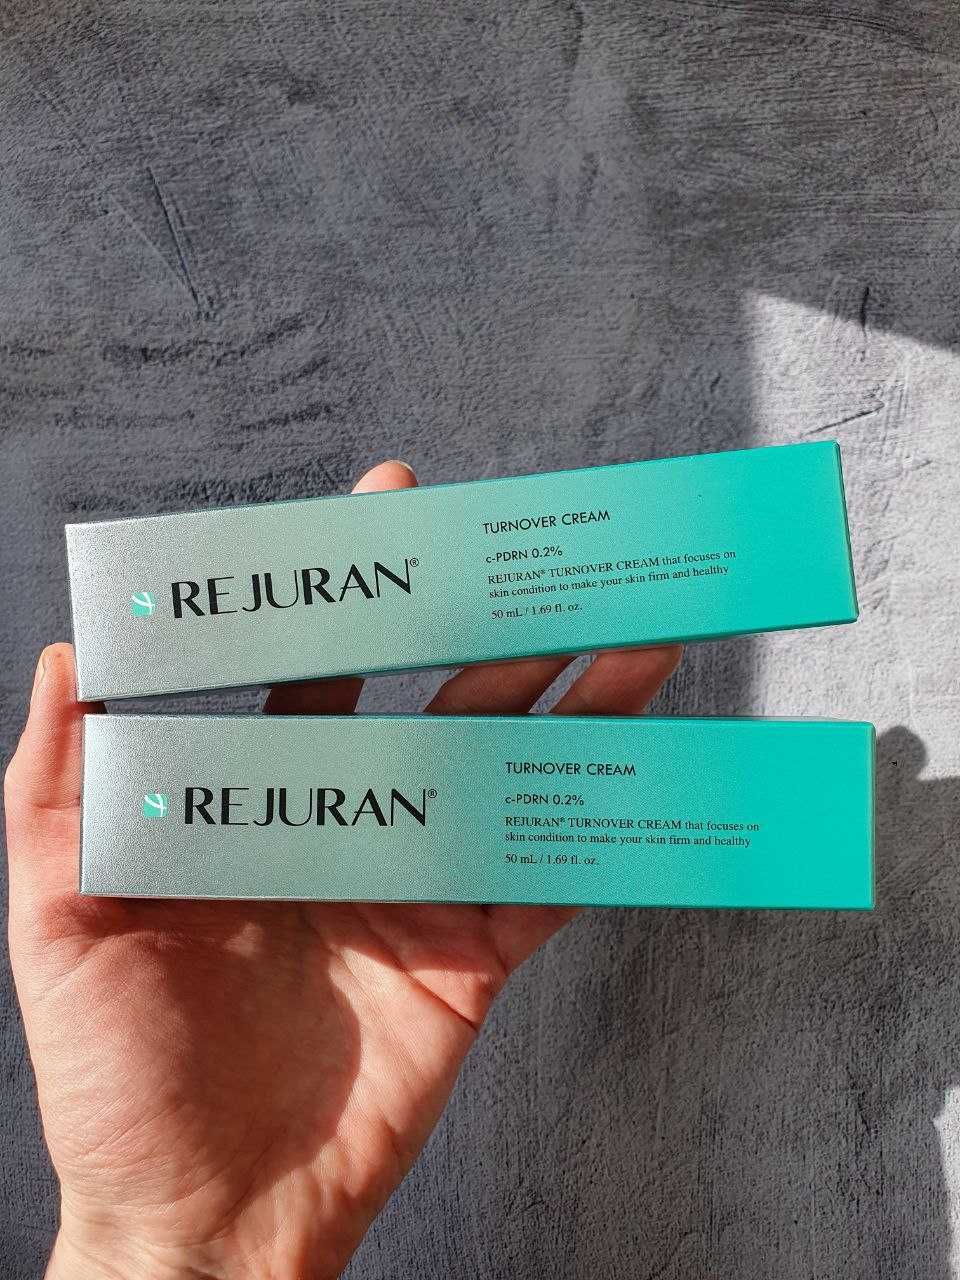 REJURAN®
TURNOVER CREAM
c-PDRN 0.2%
REJURAN® TURNOVER CREAM that focuses on
skin condition to make your skin firm and healthy
50 mL / 1.69 fl. oz.
REJURAN®
TURNOVER CREAM
c-PDRN 0.2%
REJURAN® TURNOVER CREAM that focuses on
skin condition to make your skin firm and healthy
50 mL / 1.69 fl. oz.